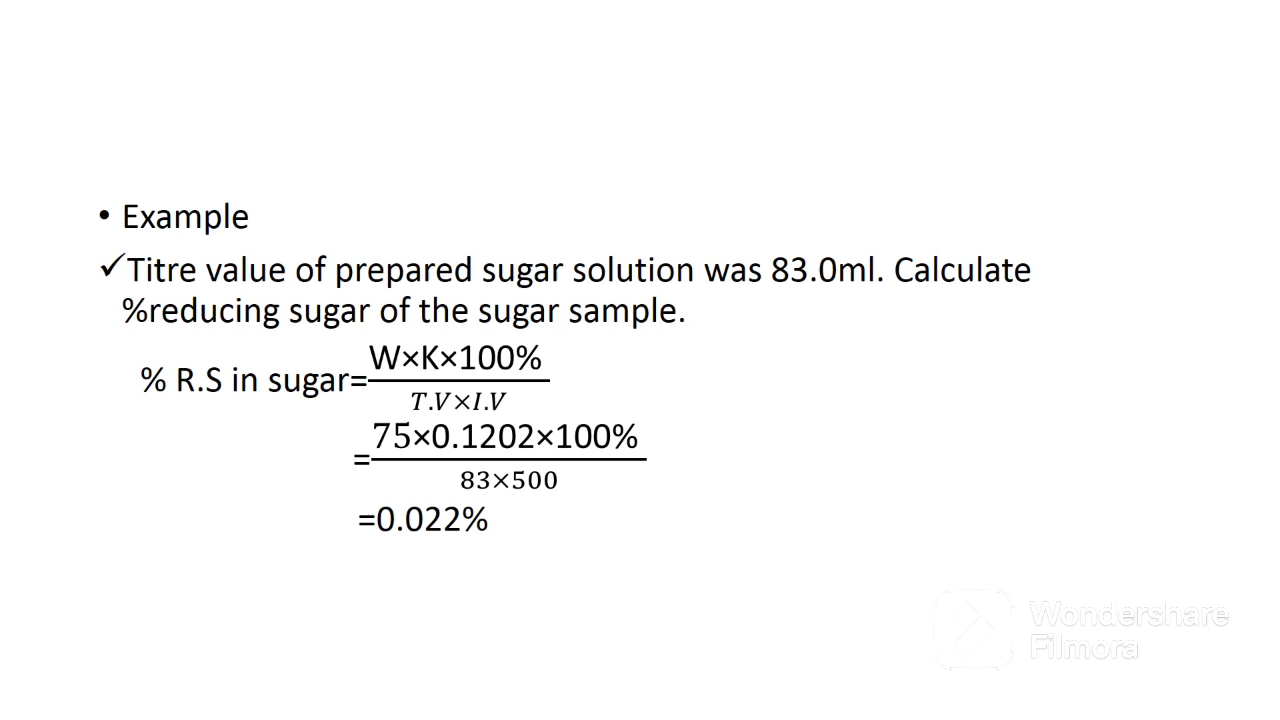 • Example
✓Titre value of prepared sugar solution was 83.0ml. Calculate
%reducing sugar of the sugar sample.
% R.S in sugar=W×K×100%/T.V×I.V
=75×0.1202×100%/83×500
=0.022%
Wondershare
Filmora